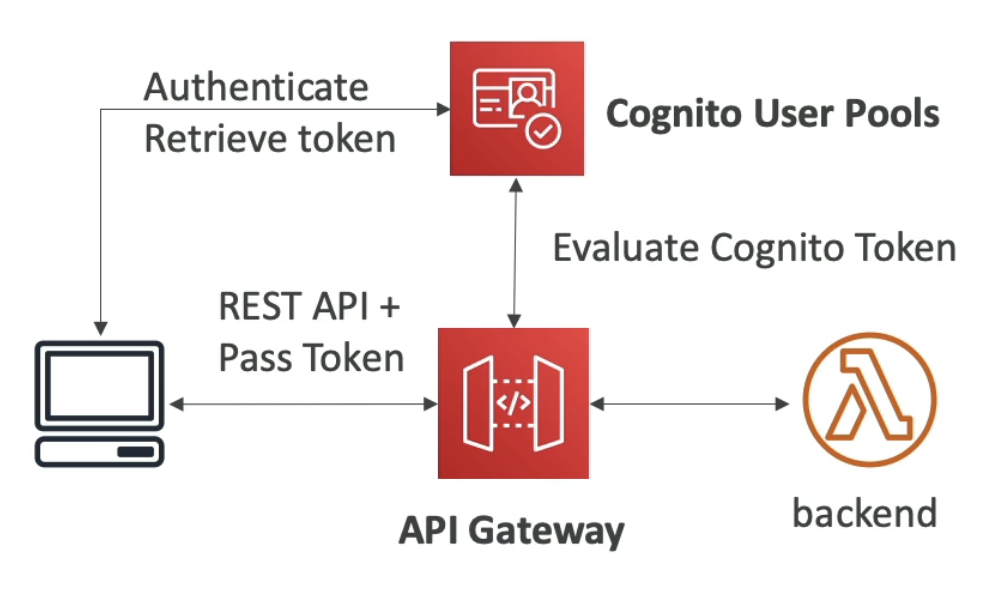 Authenticate
Retrieve token
Cognito User Pools
Evaluate Cognito Token
REST API +
Pass Token
</>
API Gateway
backend